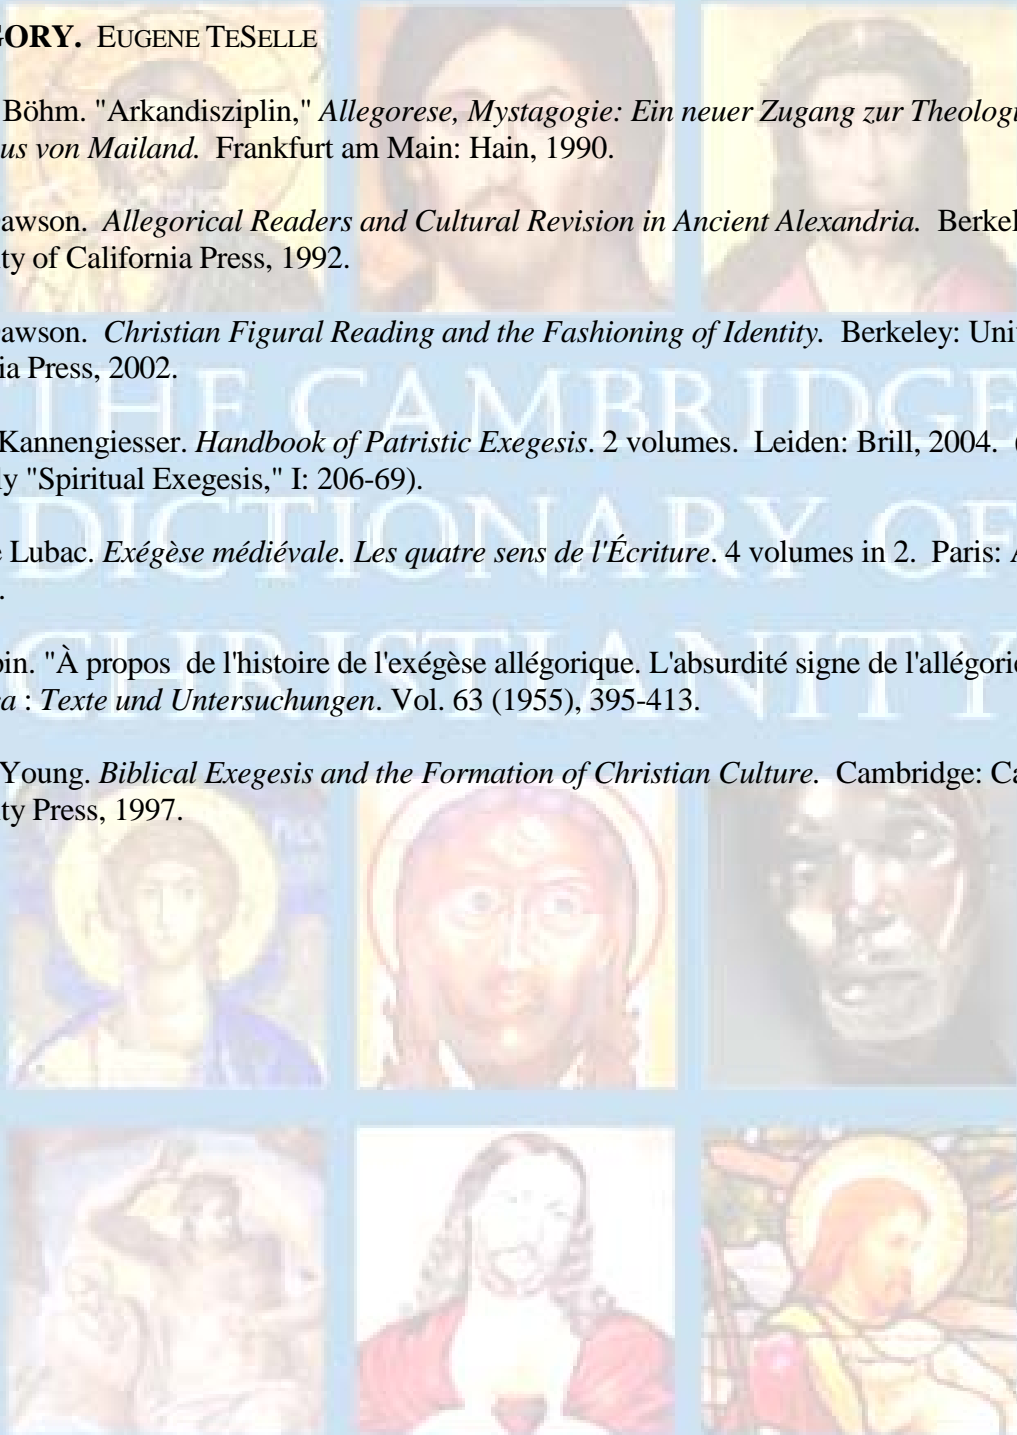 GORY. EUGENE TESELLE
Böhm. "Arkandisziplin," Allegorese, Mystagogie: Ein neuer Zugang zur Theologi
us von Mailand. Frankfurt am Main: Hain, 1990.
awson. Allegorical Readers and Cultural Revision in Ancient Alexandria. Berkel
ty of California Press, 1992.
awson. Christian Figural Reading and the Fashioning of Identity. Berkeley: Uni
ia Press, 2002.
THE CAMBRIDGE
Kannengiesser. Handbook of Patristic Exegesis. 2 volumes. Leiden: Brill, 2004. (
ly "Spiritual Exegesis," I: 206-69).
DICTIONARY OF
e Lubac. Exégèse médiévale. Les quatre sens de l'Écriture. 4 volumes in 2. Paris: A
.
CHRISTIANITY
pin. "À propos de l'histoire de l'exégèse allégorique. L'absurdité signe de l'allégorie
ca : Texte und Untersuchungen. Vol. 63 (1955), 395-413.
Young. Biblical Exegesis and the Formation of Christian Culture. Cambridge: Ca
ty Press, 1997.